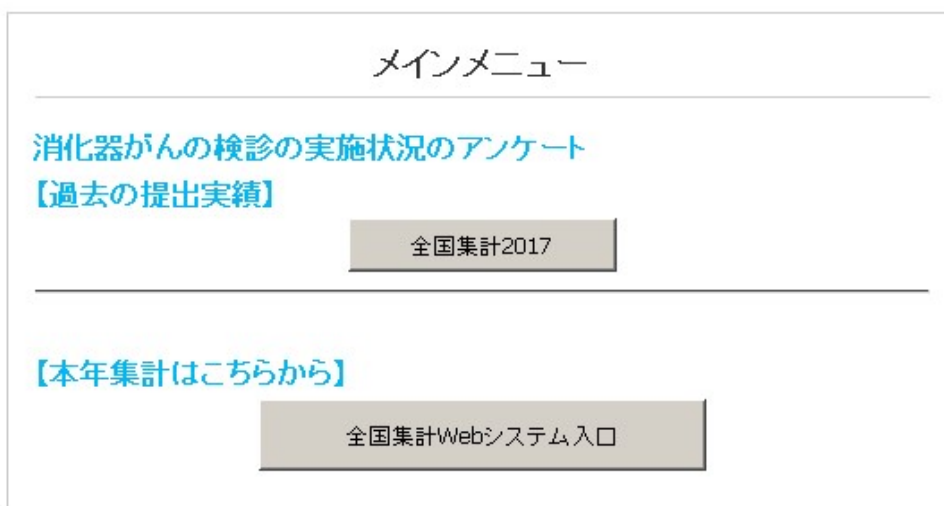 メインメニュー
消化器がんの検診の実施状況のアンケート
【過去の提出実績】
全国集計2017
【本年集計はこちらから】
全国集計Webシステム入口